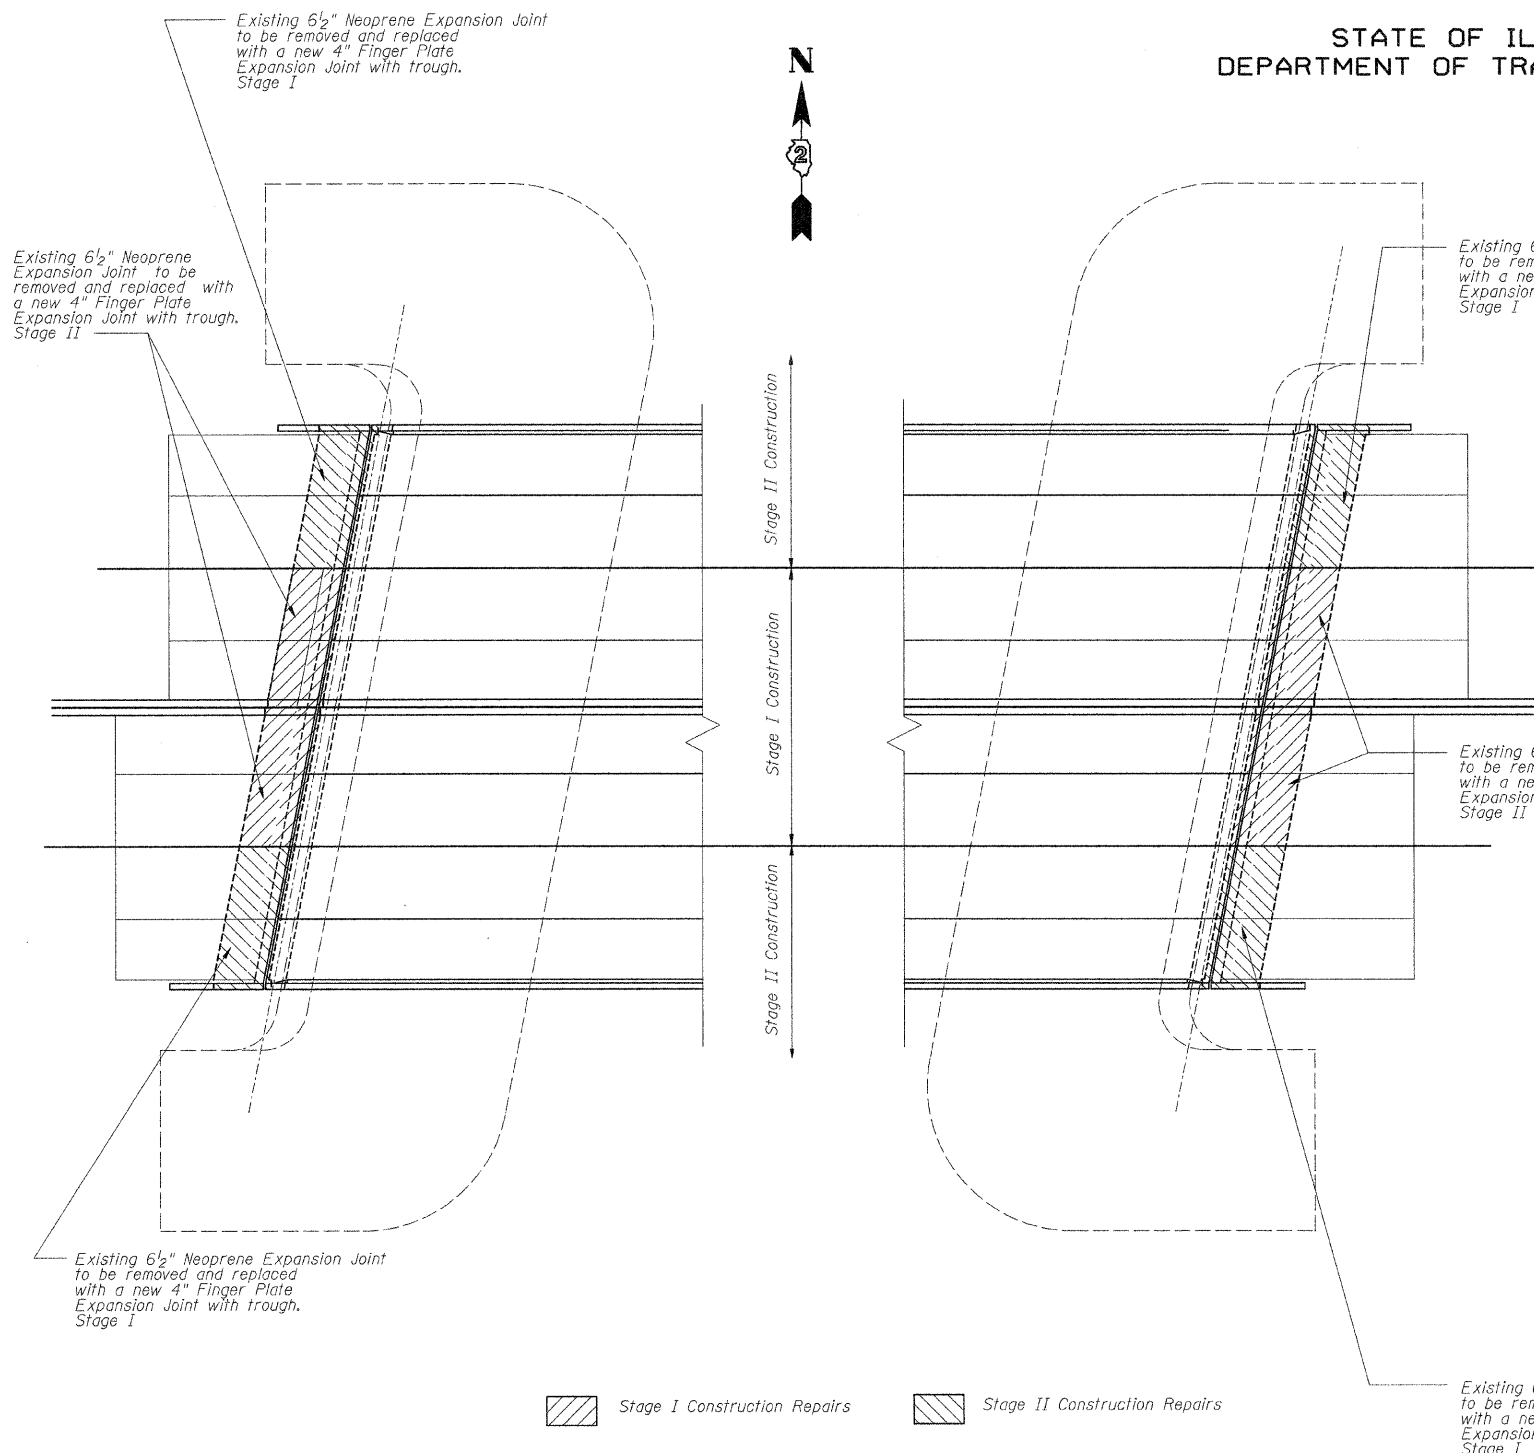 Existing 6½" Neoprene Expansion Joint
to be removed and replaced
with a new 4" Finger Plate
Expansion Joint with trough.
Stage I
STATE OF IL
DEPARTMENT OF TRA
N
2
Existing 6½" Neoprene
Expansion Joint to be
removed and replaced with
a new 4" Finger Plate
Expansion Joint with trough.
Stage II
Existing 6
to be rem
with a ne
Expansion
Stage I
Stage II Construction
Stage I Construction
Stage II Construction
Existing 6
to be rem
with a ne
Expansion
Stage II
Existing 6½" Neoprene Expansion Joint
to be removed and replaced
with a new 4" Finger Plate
Expansion Joint with trough.
Stage I
Stage I Construction Repairs
Stage II Construction Repairs
Existing 6
to be rem
with a ne
Expansion
Stage I